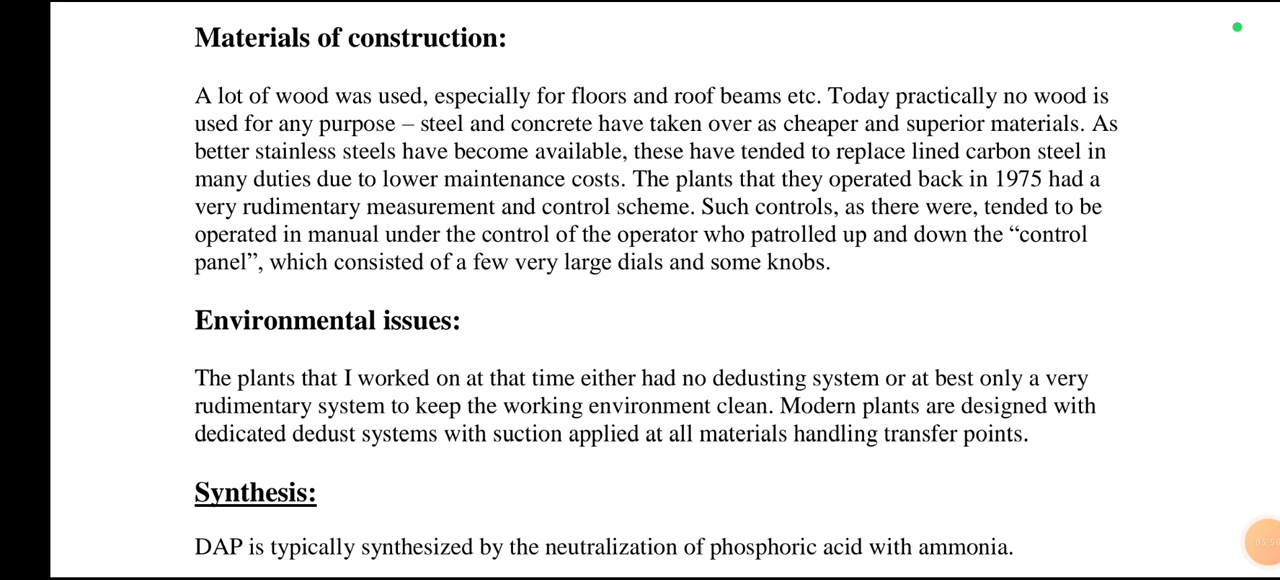 Materials of construction:
A lot of wood was used, especially for floors and roof beams etc. Today practically no wood is
used for any purpose – steel and concrete have taken over as cheaper and superior materials. As
better stainless steels have become available, these have tended to replace lined carbon steel in
many duties due to lower maintenance costs. The plants that they operated back in 1975 had a
very rudimentary measurement and control scheme. Such controls, as there were, tended to be
operated in manual under the control of the operator who patrolled up and down the “control
panel”, which consisted of a few very large dials and some knobs.
Environmental issues:
The plants that I worked on at that time either had no dedusting system or at best only a very
rudimentary system to keep the working environment clean. Modern plants are designed with
dedicated dedust systems with suction applied at all materials handling transfer points.
Synthesis:
DAP is typically synthesized by the neutralization of phosphoric acid with ammonia.